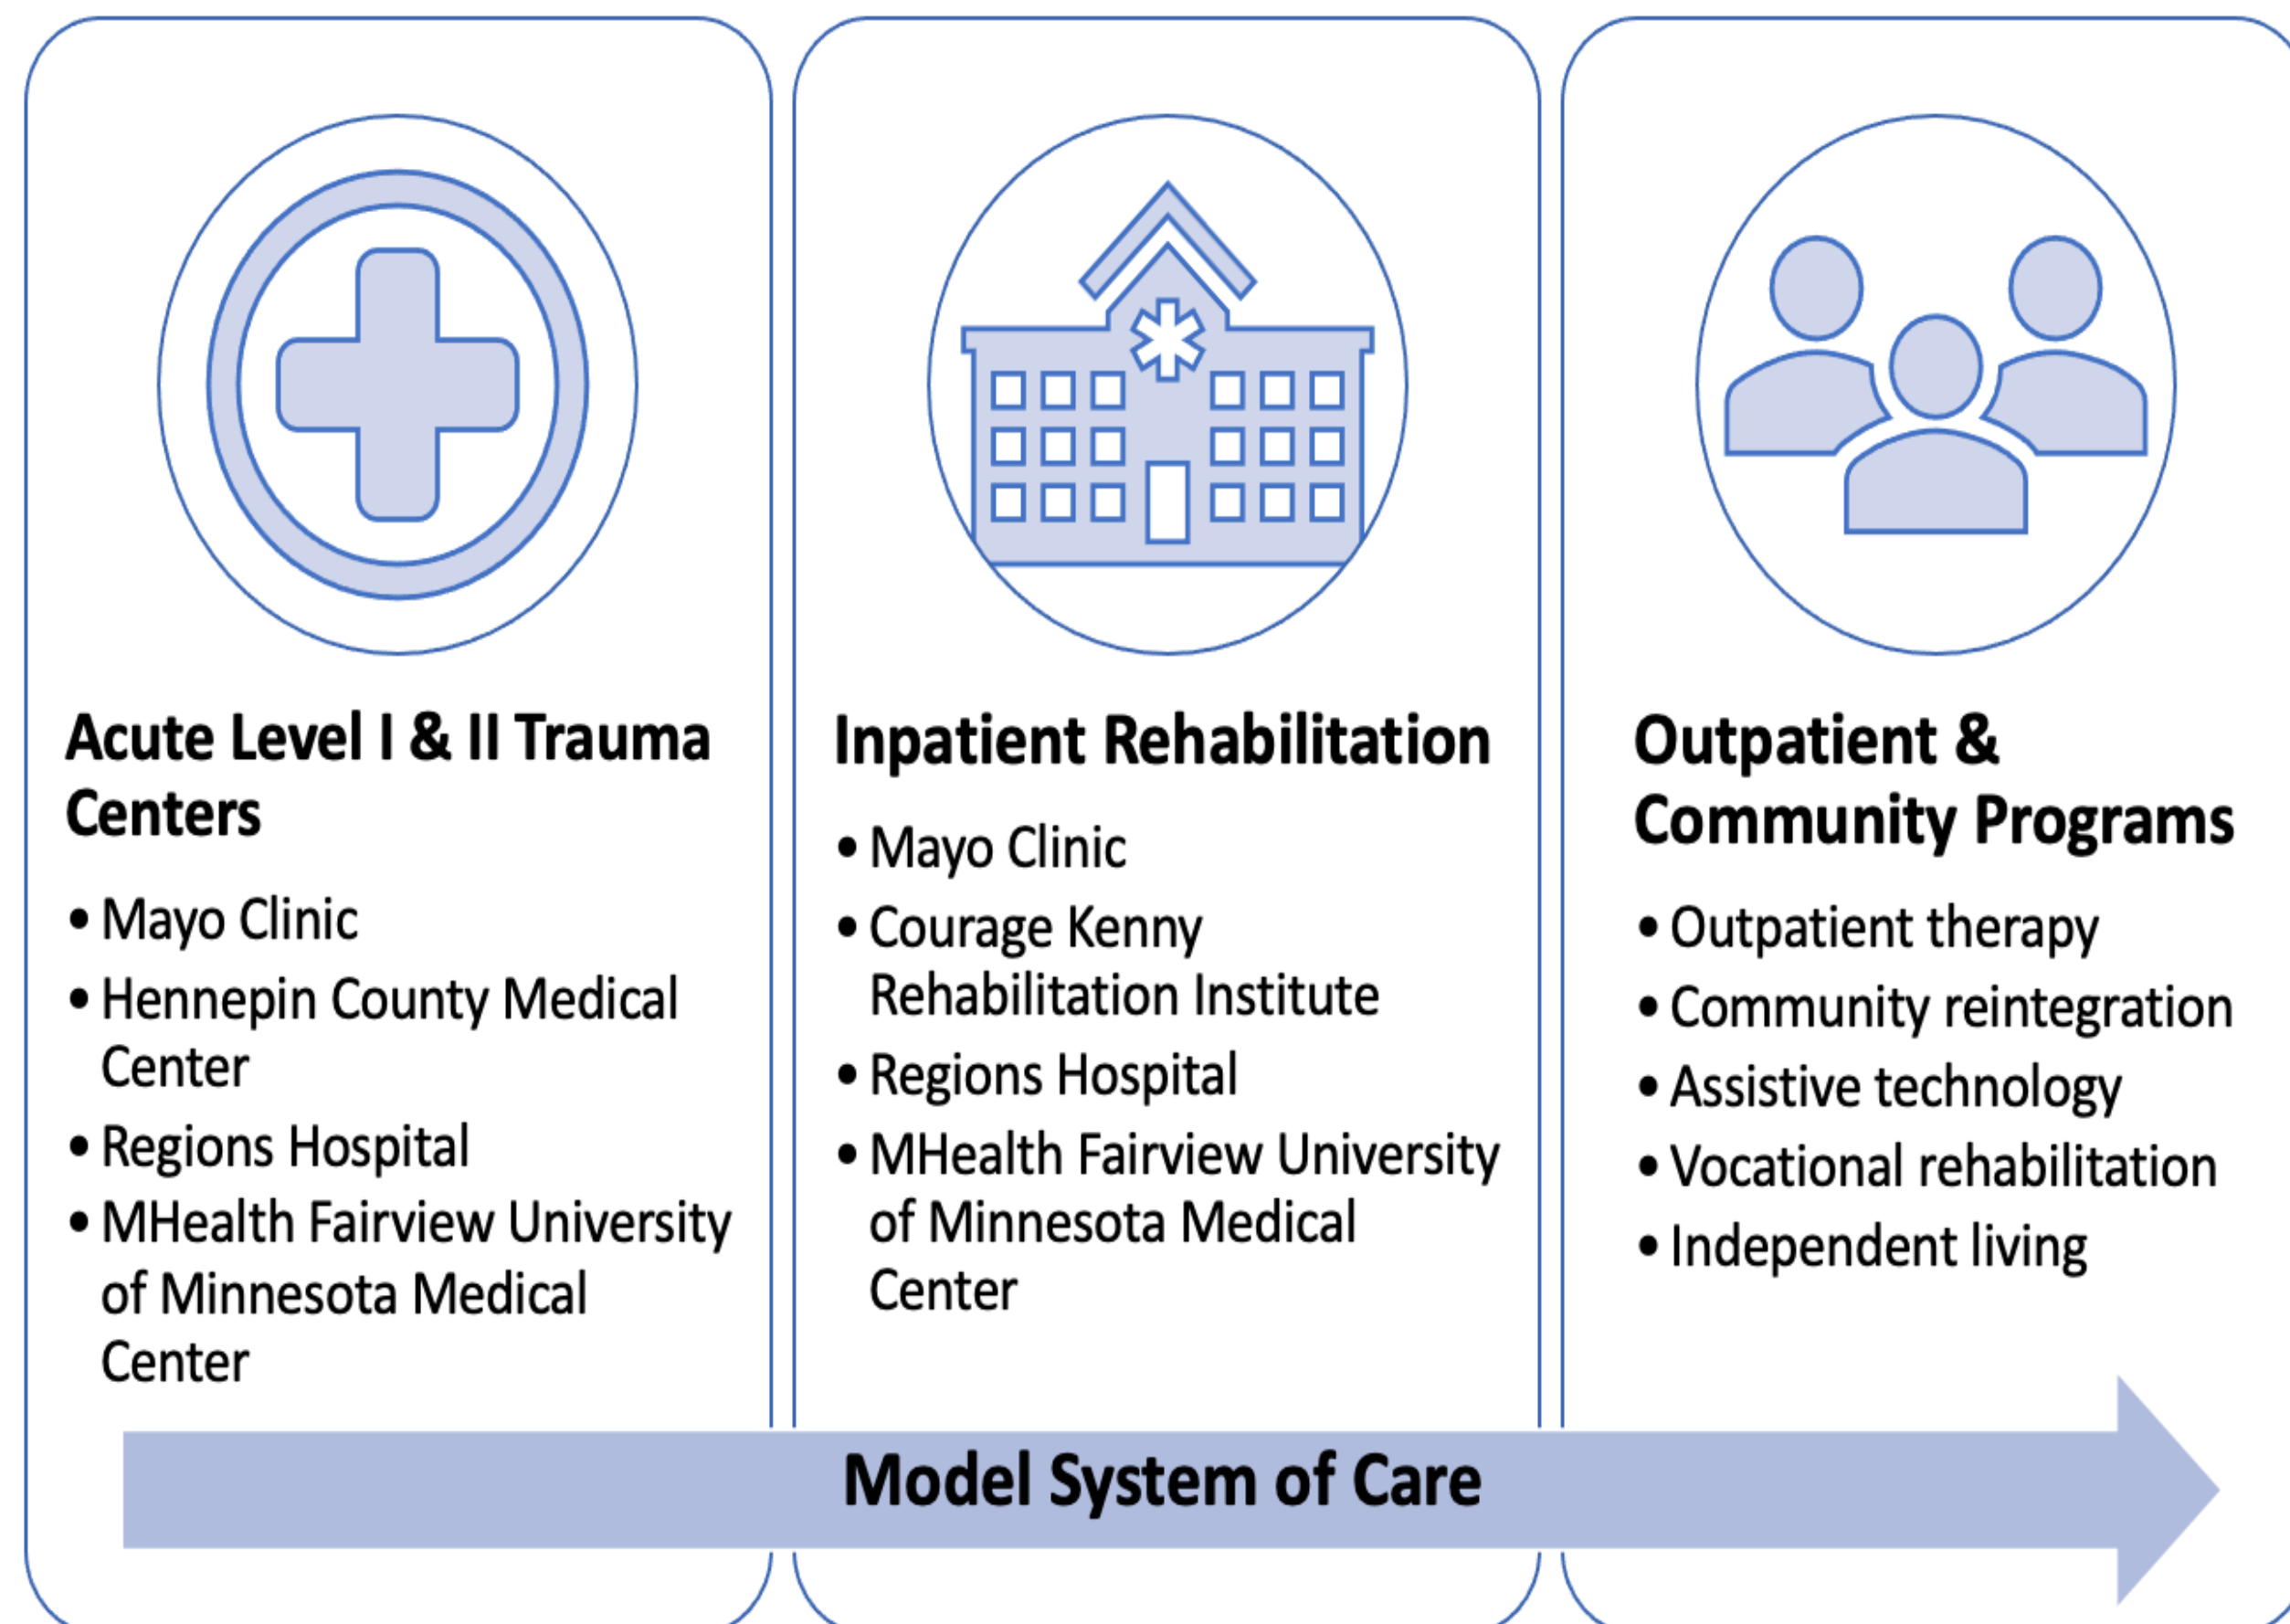 Acute Level I & II Trauma
Centers
• Mayo Clinic
• Hennepin County Medical
Center
• Regions Hospital
• MHealth Fairview University
of Minnesota Medical
Center
Inpatient Rehabilitation
• Mayo Clinic
• Courage Kenny
Rehabilitation Institute
• Regions Hospital
• MHealth Fairview University
of Minnesota Medical
Center
Outpatient &
Community Programs
• Outpatient therapy
• Community reintegration
• Assistive technology
• Vocational rehabilitation
• Independent living
Model System of Care